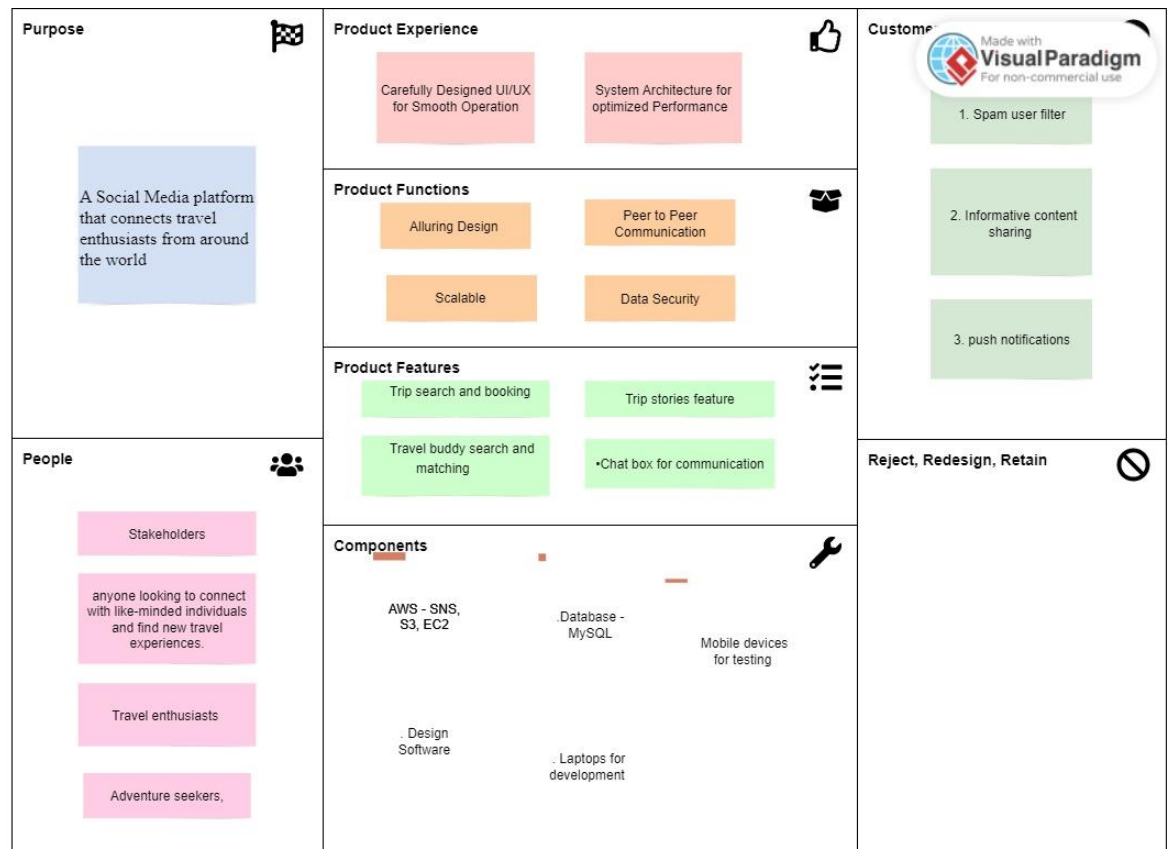 Purpose
A Social Media platform
that connects travel
enthusiasts from around
the world
People
Stakeholders
anyone looking to connect
with like-minded individuals
and find new travel
experiences.
Travel enthusiasts
Adventure seekers,
Product Experience
Carefully Designed UI/UX
for Smooth Operation
System Architecture for
optimized Performance
Product Functions
Alluring Design
Peer to Peer
Communication
Scalable
Data Security
Product Features
Trip search and booking
Trip stories feature
Travel buddy search and
matching
•Chat box for communication
Components
AWS - SNS,
S3, EC2
.Database -
MySQL
Mobile devices
for testing
. Design
Software
. Laptops for
development
Made with
Visual Paradigm
For non-commercial use
1. Spam user filter
2. Informative content
sharing
3. push notifications
Reject, Redesign, Retain